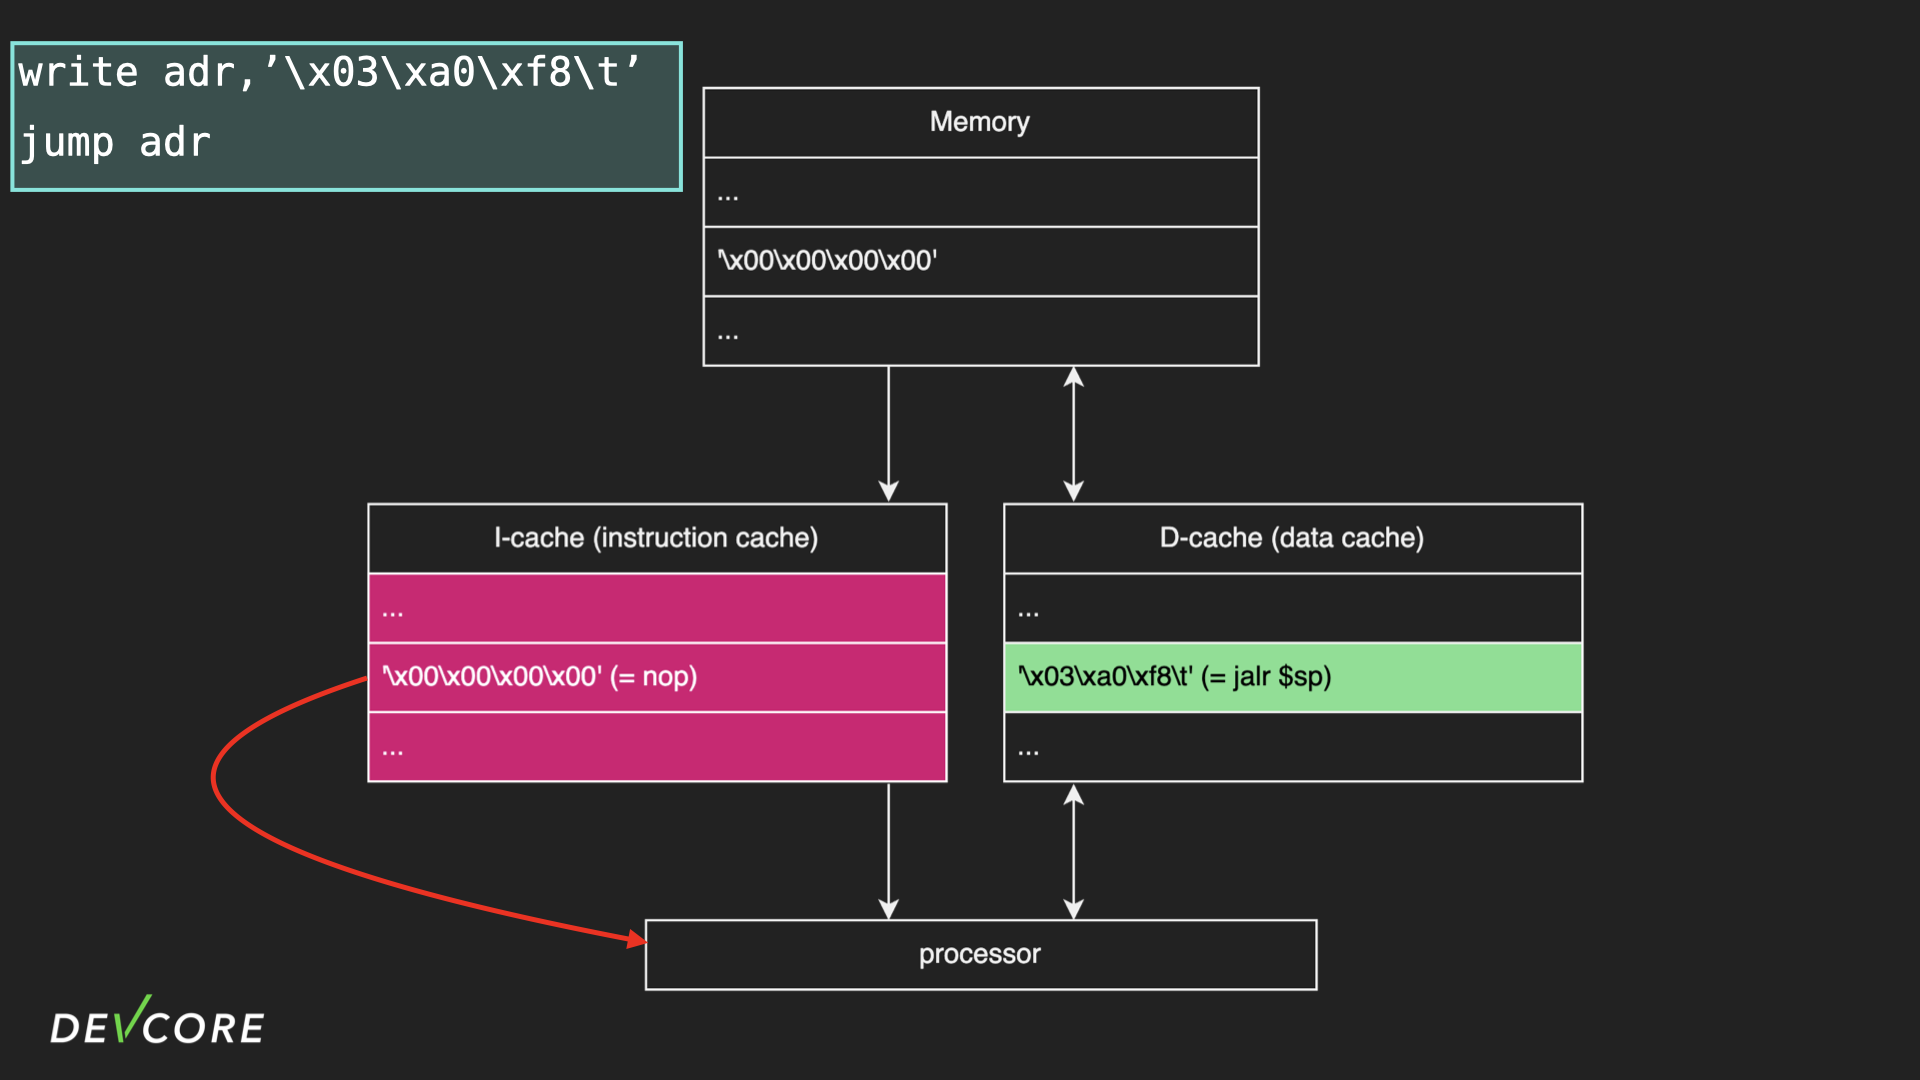 write adr,’\x03\xa0\xf8\t’
jump adr
Memory
...
'\x00\x00\x00\x00'
...
I-cache (instruction cache)
...
'\x00\x00\x00\x00' (= nop)
...
D-cache (data cache)
...
'\x03\xa0\xf8\t' (= jalr $sp)
...
processor
DEVCORE